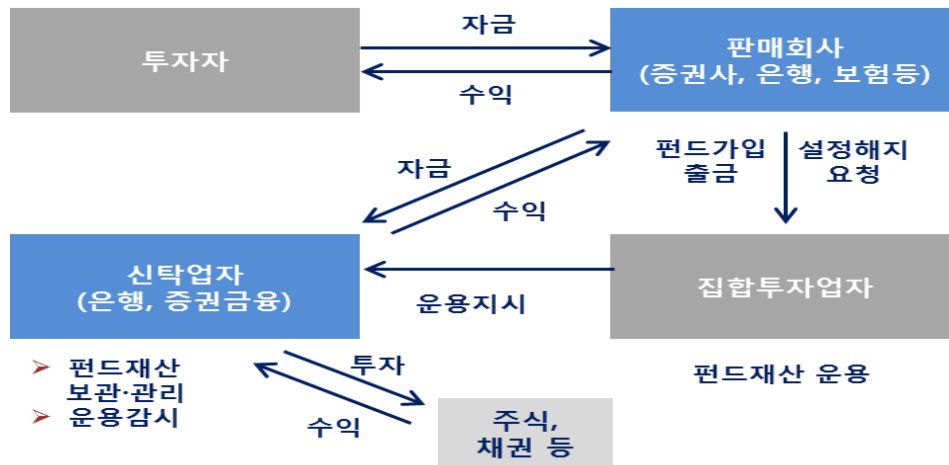 투자자
자금
수익
판매회사
(증권사, 은행, 보험등)
자금
수익
펀드가입
출금
설정해지
요청
신탁업자
(은행, 증권금융)
운용지시
집합투자업자
➢ 펀드재산
보관·관리
➢ 운용감시
투자
수익
주식,
채권 등
펀드재산 운용